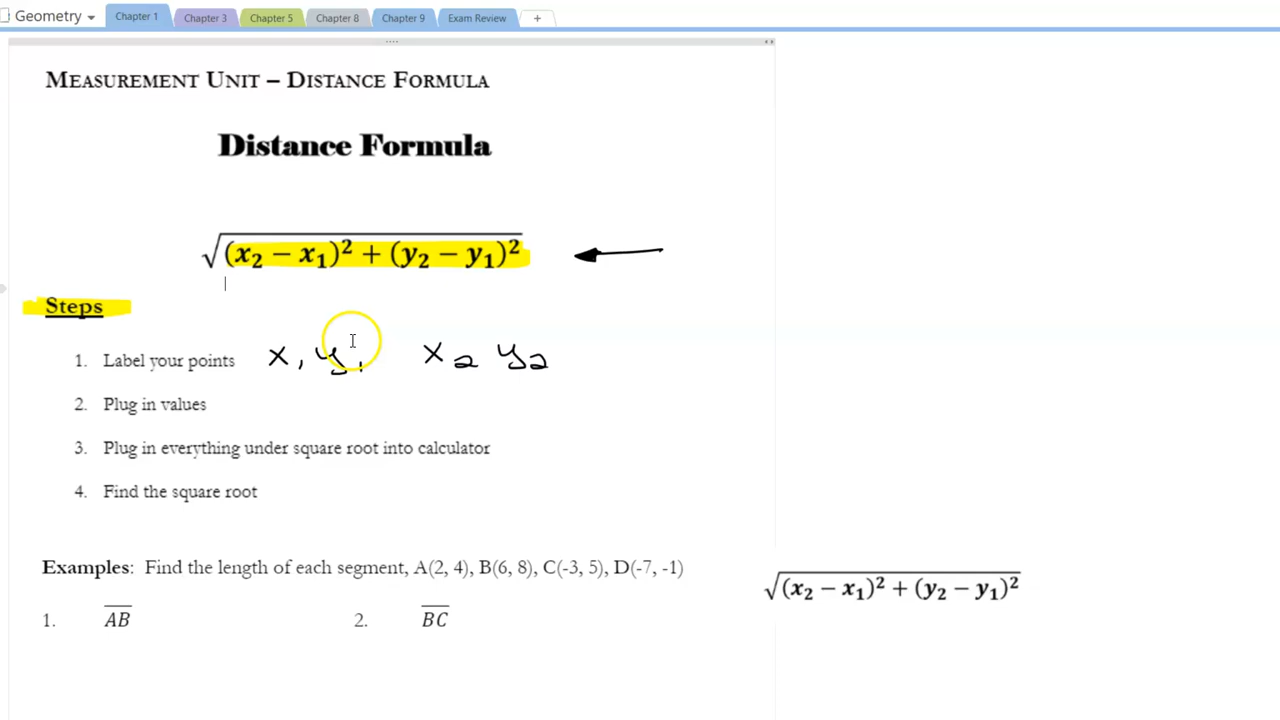 Geometry Chapter 1 Chapter 3 Chapter 5 Chapter 8 Chapter 9 Exam Review +
MEASUREMENT UNIT – DISTANCE FORMULA
Distance Formula
√(x₂ − x₁)² + (y₂ − y₁)²
Steps
1. Label your points x₁ y₁ x₂ y₂
2. Plug in values
3. Plug in everything under square root into calculator
4. Find the square root
Examples: Find the length of each segment, A(2, 4), B(6, 8), C(-3, 5), D(-7, -1)
√(x₂ − x₁)² + (y₂ − y₁)²
1. A̅B̅ 2. B̅C̅